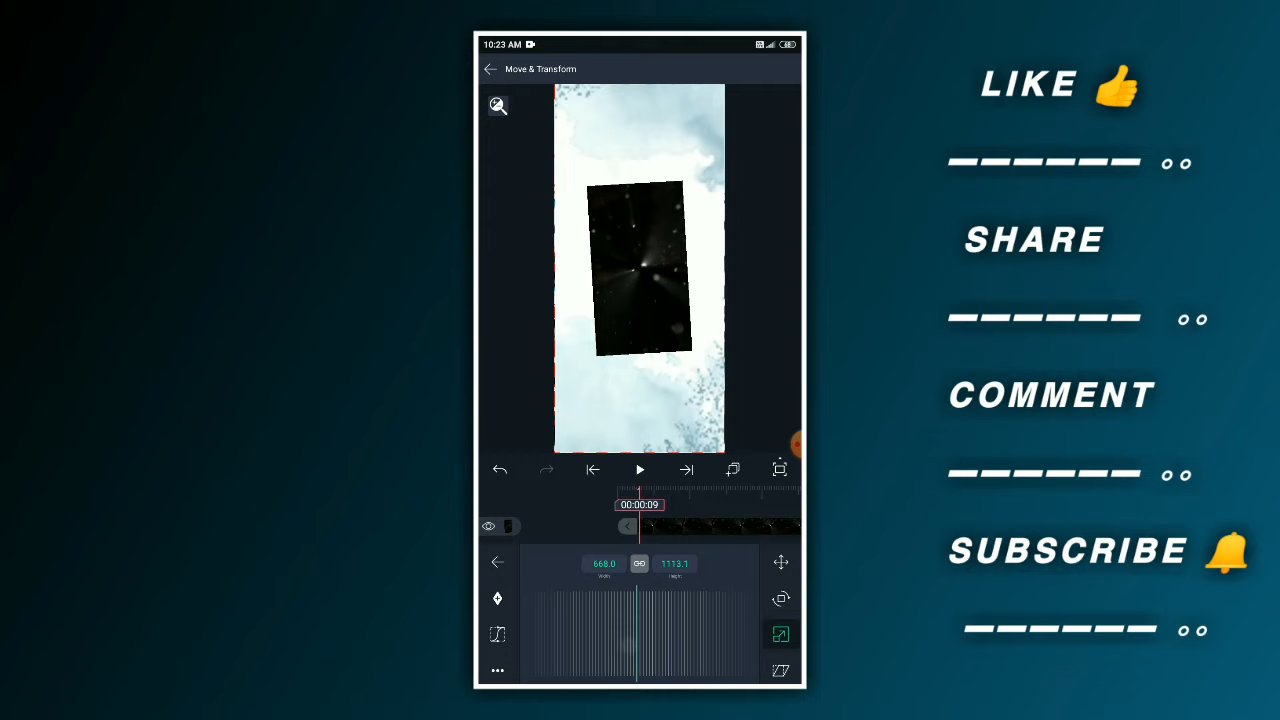 10:23 AM
Move & Transform
00:00:09
668.0
1113.1
Width
Height
LIKE 👍
SHARE
COMMENT
SUBSCRIBE 🔔